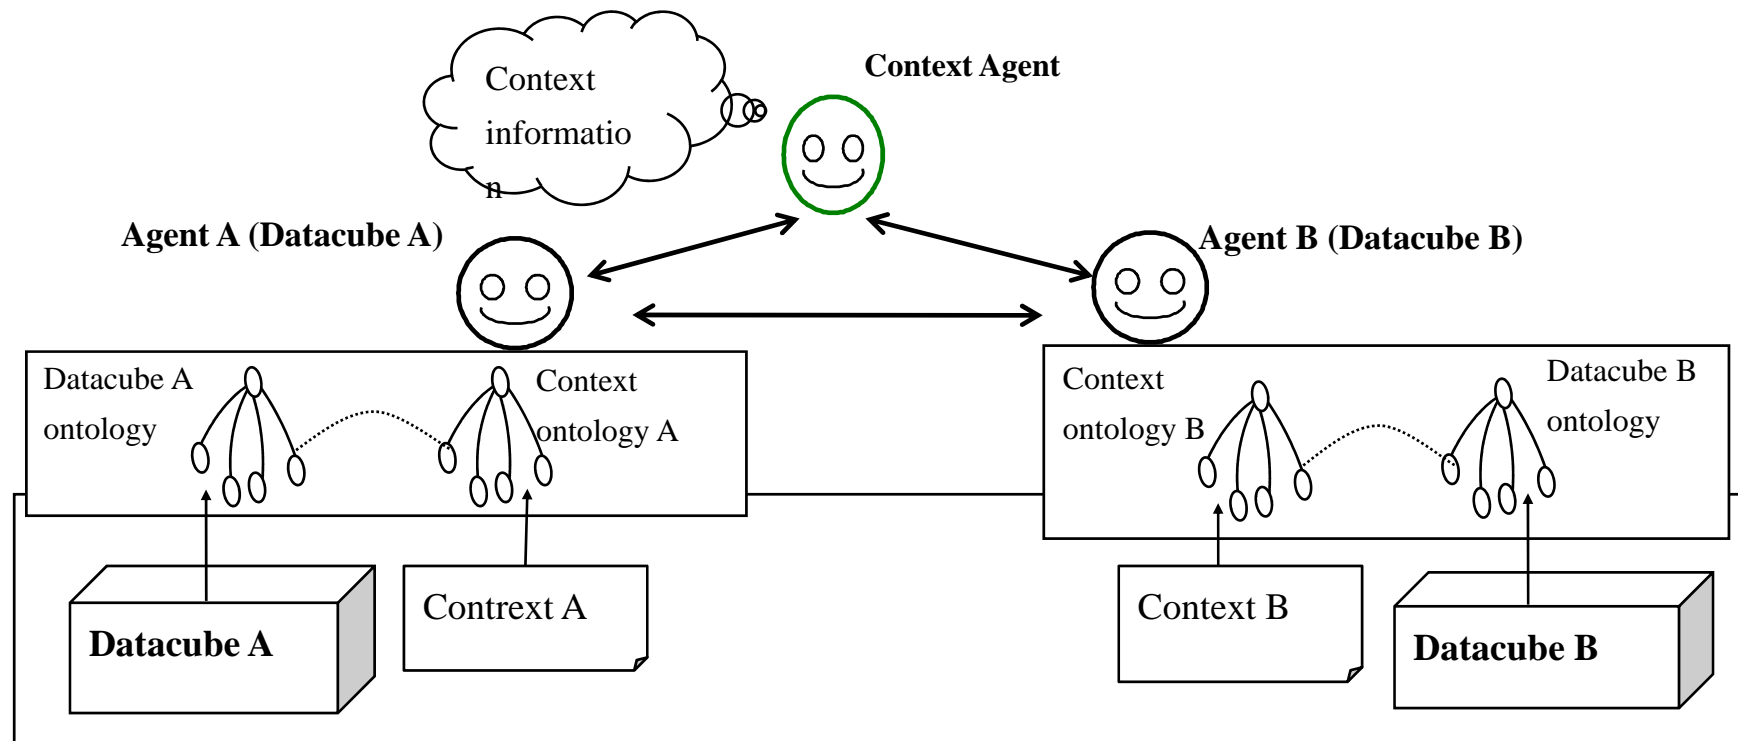 Context
informatio
n
Context Agent
Agent A (Datacube A)
Agent B (Datacube B)
Datacube A
ontology
Context
ontology A
Context
ontology B
Datacube B
ontology
Datacube A
Contrext A
Context B
Datacube B